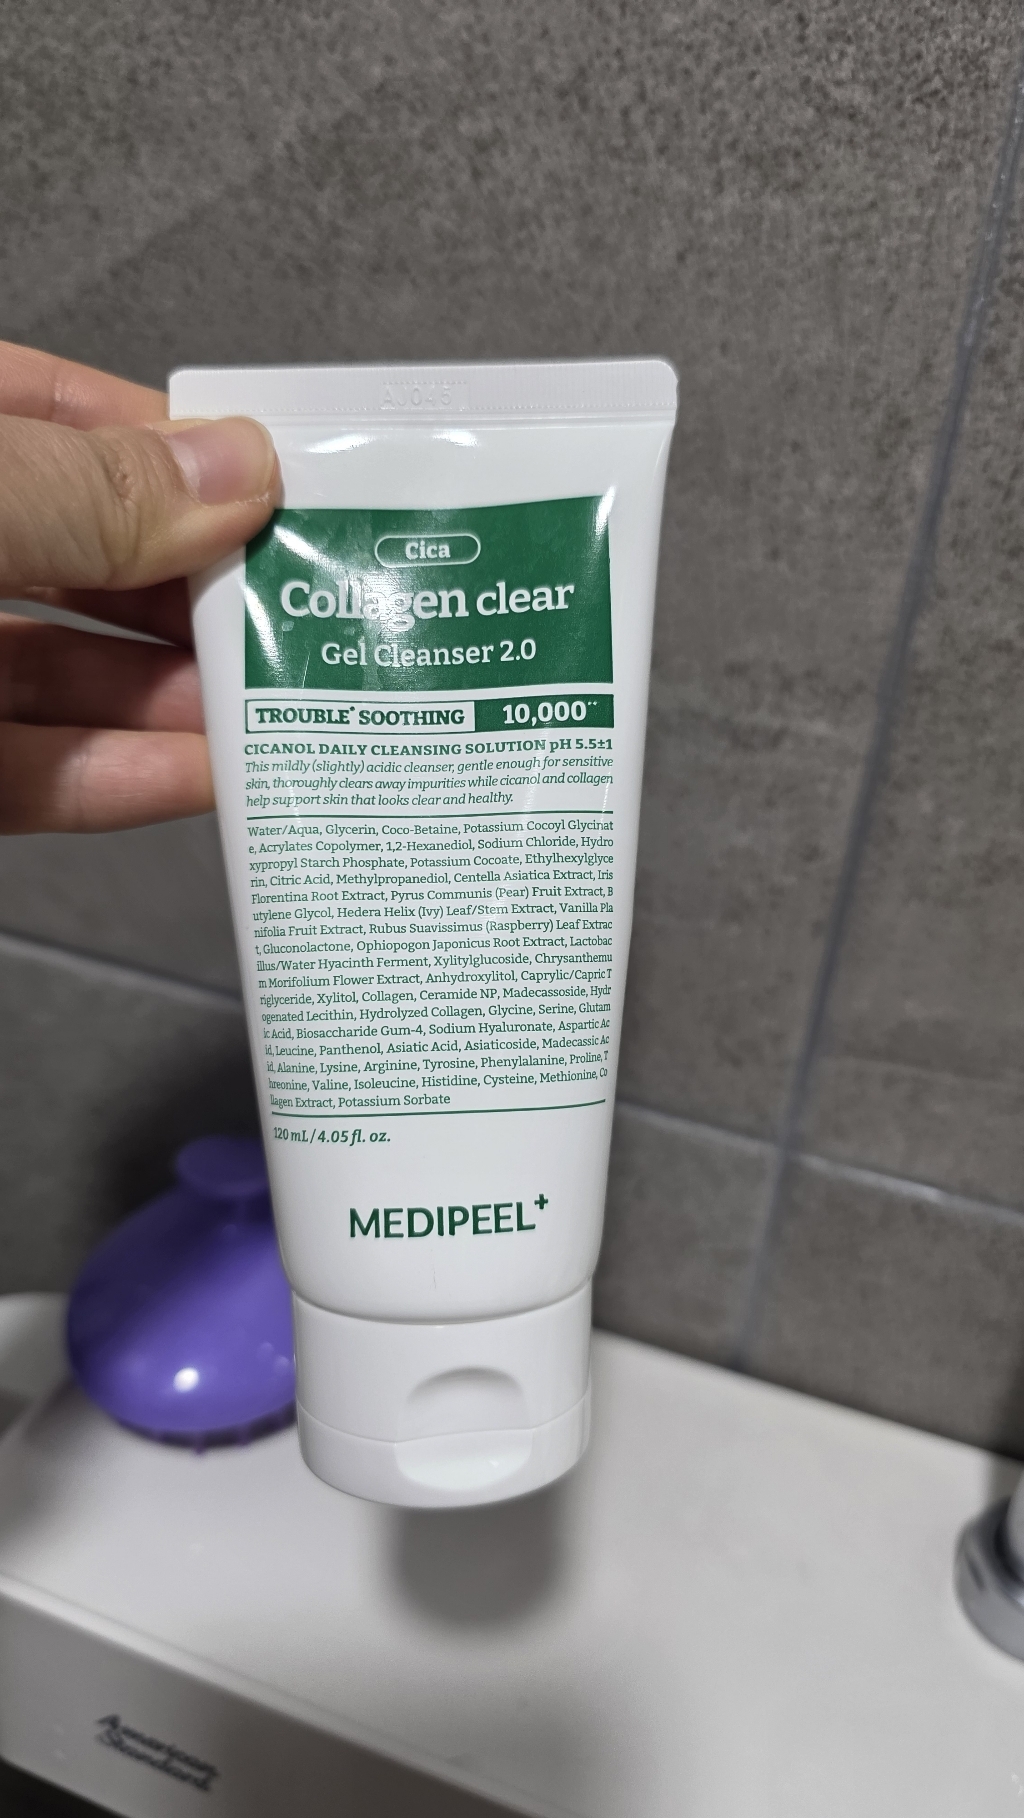 AJ045
Cica
Collagen clear
Gel Cleanser 2.0
TROUBLE* SOOTHING 10,000**
CICANOL DAILY CLEANSING SOLUTION pH 5.5±1
This mildly (slightly) acidic cleanser, gentle enough for sensitive
skin, thoroughly clears away impurities while cicanol and collagen
help support skin that looks clear and healthy.
Water/Aqua, Glycerin, Coco-Betaine, Potassium Cocoyl Glycinat
e, Acrylates Copolymer, 1,2-Hexanediol, Sodium Chloride, Hydro
xypropyl Starch Phosphate, Potassium Cocoate, Ethylhexylglyce
rin, Citric Acid, Methylpropanediol, Centella Asiatica Extract, Iris
Florentina Root Extract, Pyrus Communis (Pear) Fruit Extract, B
utylene Glycol, Hedera Helix (Ivy) Leaf/Stem Extract, Vanilla Pla
nifolia Fruit Extract, Rubus Suavissimus (Raspberry) Leaf Extrac
t, Gluconolactone, Ophiopogon Japonicus Root Extract, Lactobac
illus/Water Hyacinth Ferment, Xylitylglucoside, Chrysanthemu
m Morifolium Flower Extract, Anhydroxylitol, Caprylic/Capric T
riglyceride, Xylitol, Collagen, Ceramide NP, Madecassoside, Hydr
ogenated Lecithin, Hydrolyzed Collagen, Glycine, Serine, Glutam
ic Acid, Biosaccharide Gum-4, Sodium Hyaluronate, Aspartic Ac
id, Leucine, Panthenol, Asiatic Acid, Asiaticoside, Madecassic Ac
id, Alanine, Lysine, Arginine, Tyrosine, Phenylalanine, Proline, T
hreonine, Valine, Isoleucine, Histidine, Cysteine, Methionine, Co
llagen Extract, Potassium Sorbate
120 mL / 4.05 fl. oz.
MEDIPEEL+
American
Standard